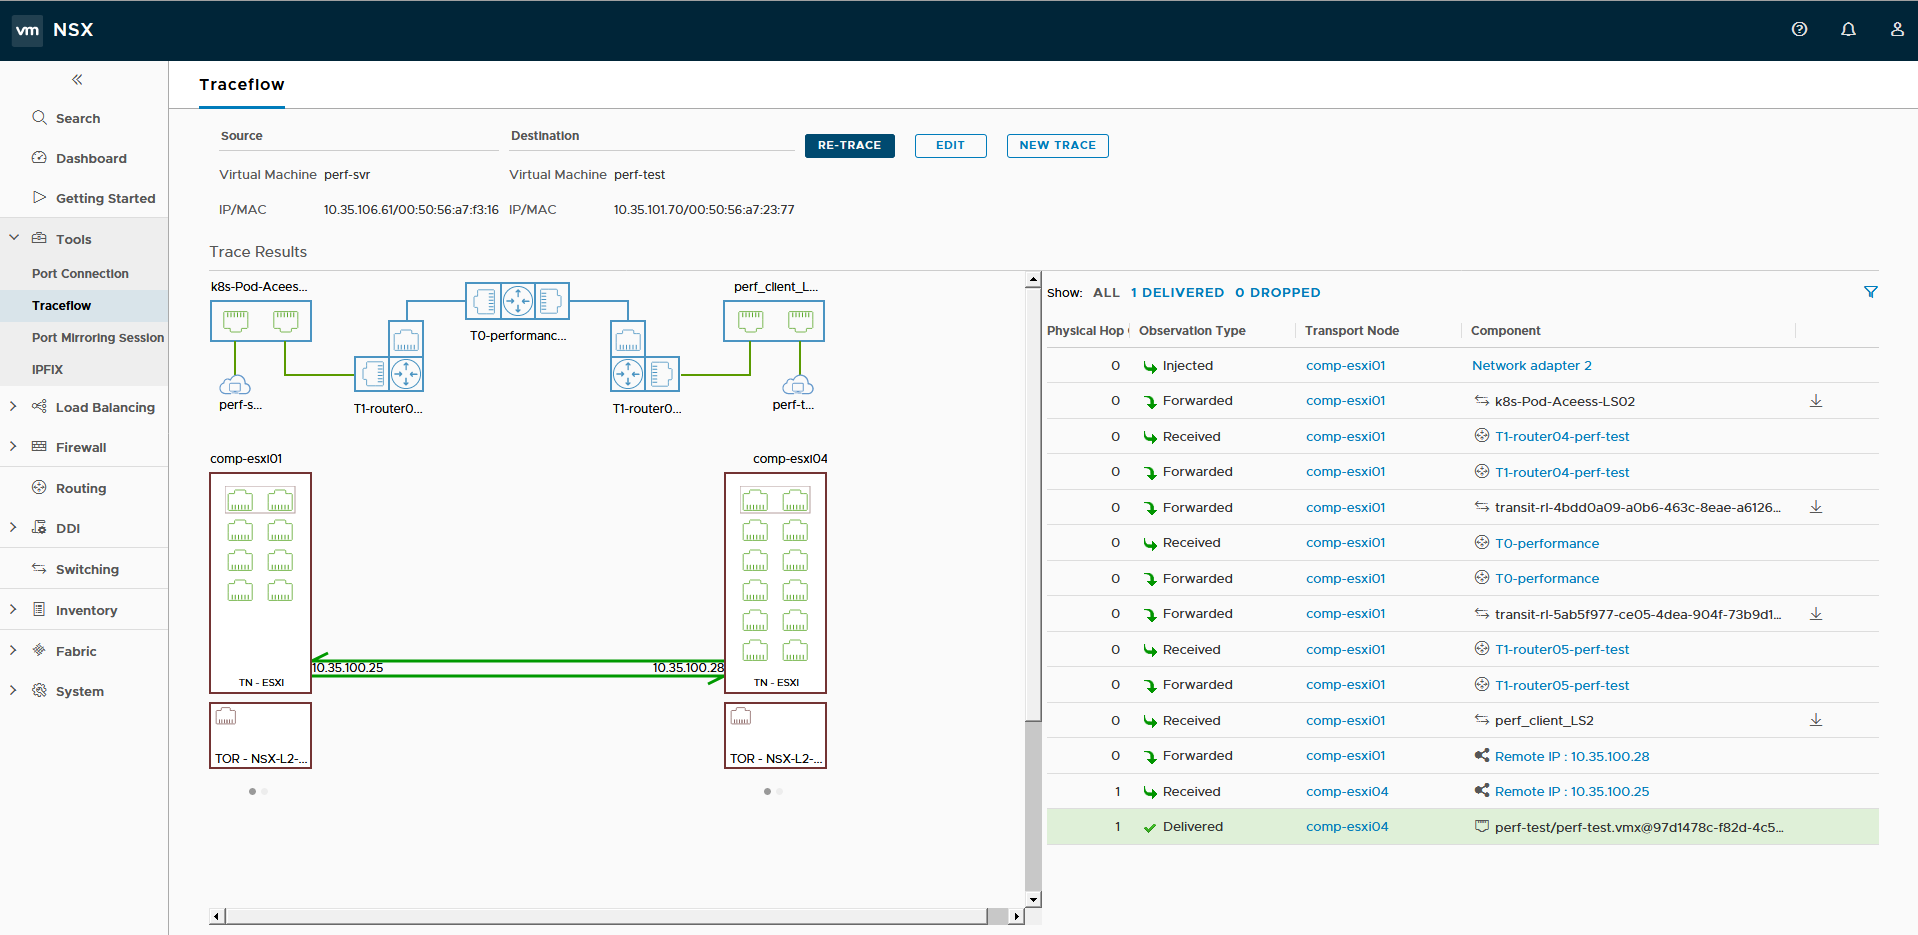 vm NSX
Search
Dashboard
Getting Started
Tools
Port Connection
Traceflow
Port Mirroring Session
IPFIX
Load Balancing
Firewall
Routing
DDI
Switching
Inventory
Fabric
System
Traceflow
Source Destination
RE-TRACE EDIT NEW TRACE
Virtual Machine perf-svr Virtual Machine perf-test
IP/MAC 10.35.106.61/00:50:56:a7:f3:16 IP/MAC 10.35.101.70/00:50:56:a7:23:77
Trace Results
k8s-Pod-Acees... perf_client_L...
T0-performanc...
perf-s... T1-router0... T1-router0... perf-t...
comp-esxi01 comp-esxi04
10.35.100.25 10.35.100.28
TN - ESXI TN - ESXI
TOR - NSX-L2-... TOR - NSX-L2-...
Show: ALL 1 DELIVERED 0 DROPPED
Physical Hop Observation Type Transport Node Component
0 Injected comp-esxi01 Network adapter 2
0 Forwarded comp-esxi01 k8s-Pod-Aceess-LS02
0 Received comp-esxi01 T1-router04-perf-test
0 Forwarded comp-esxi01 T1-router04-perf-test
0 Forwarded comp-esxi01 transit-rl-4bdd0a09-a0b6-463c-8eae-a6126...
0 Received comp-esxi01 T0-performance
0 Forwarded comp-esxi01 T0-performance
0 Forwarded comp-esxi01 transit-rl-5ab5f977-ce05-4dea-904f-73b9d1...
0 Received comp-esxi01 T1-router05-perf-test
0 Forwarded comp-esxi01 T1-router05-perf-test
0 Received comp-esxi01 perf_client_LS2
0 Forwarded comp-esxi01 Remote IP : 10.35.100.28
1 Received comp-esxi04 Remote IP : 10.35.100.25
1 Delivered comp-esxi04 perf-test/perf-test.vmx@97d1478c-f82d-4c5...